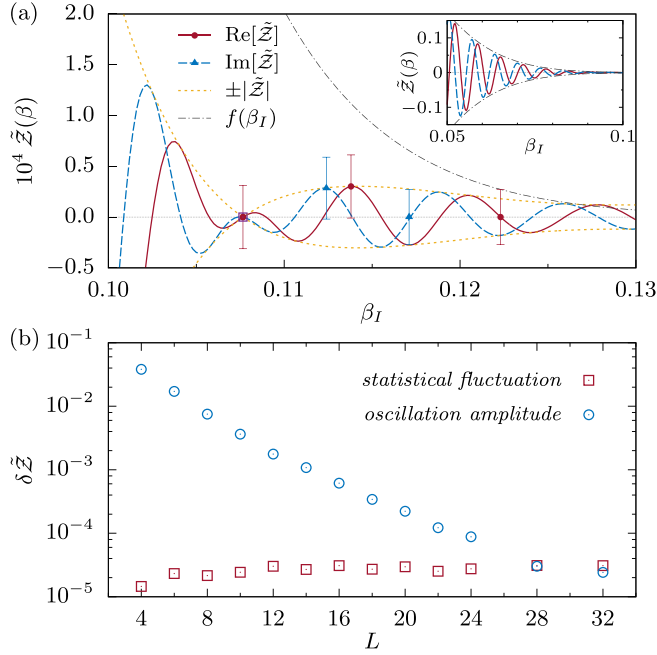 (a)
2.0
1.5
1.0
0.5
0.0
−0.5
10⁴ Z̃(β)
Re[Z̃]
Im[Z̃]
±|Z̃|
f(β_I)
0.10
0.11
0.12
0.13
β_I
0.1
0
−0.1
Z̃(β)
0.05
0.1
β_I
(b)
10⁻¹
10⁻²
10⁻³
10⁻⁴
10⁻⁵
δZ̃
statistical fluctuation
oscillation amplitude
4
8
12
16
20
24
28
32
L